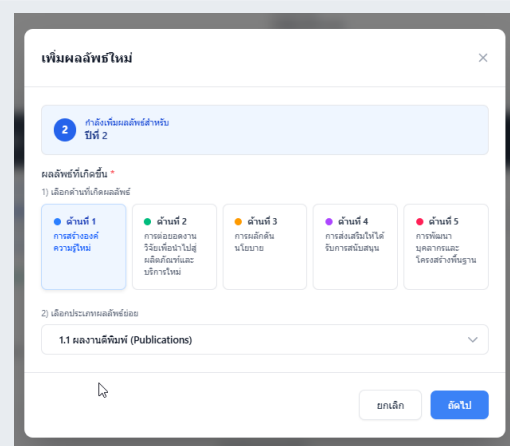 เพิ่มผลลัพธ์ใหม่
2
กำลังเพิ่มผลลัพธ์สำหรับ
ปีที่ 2
ผลลัพธ์ที่เกิดขึ้น *
1) เลือกด้านที่เกิดผลลัพธ์
ด้านที่ 1
การสร้างองค์
ความรู้ใหม่
ด้านที่ 2
การต่อยอดงาน
วิจัยเพื่อนำไปสู่
ผลิตภัณฑ์และ
บริการใหม่
ด้านที่ 3
การผลักดัน
นโยบาย
ด้านที่ 4
การส่งเสริมให้ได้
รับการสนับสนุน
ด้านที่ 5
การพัฒนา
บุคลากรและ
โครงสร้างพื้นฐาน
2) เลือกประเภทผลลัพธ์ย่อย
1.1 ผลงานตีพิมพ์ (Publications)
ยกเลิก
ถัดไป